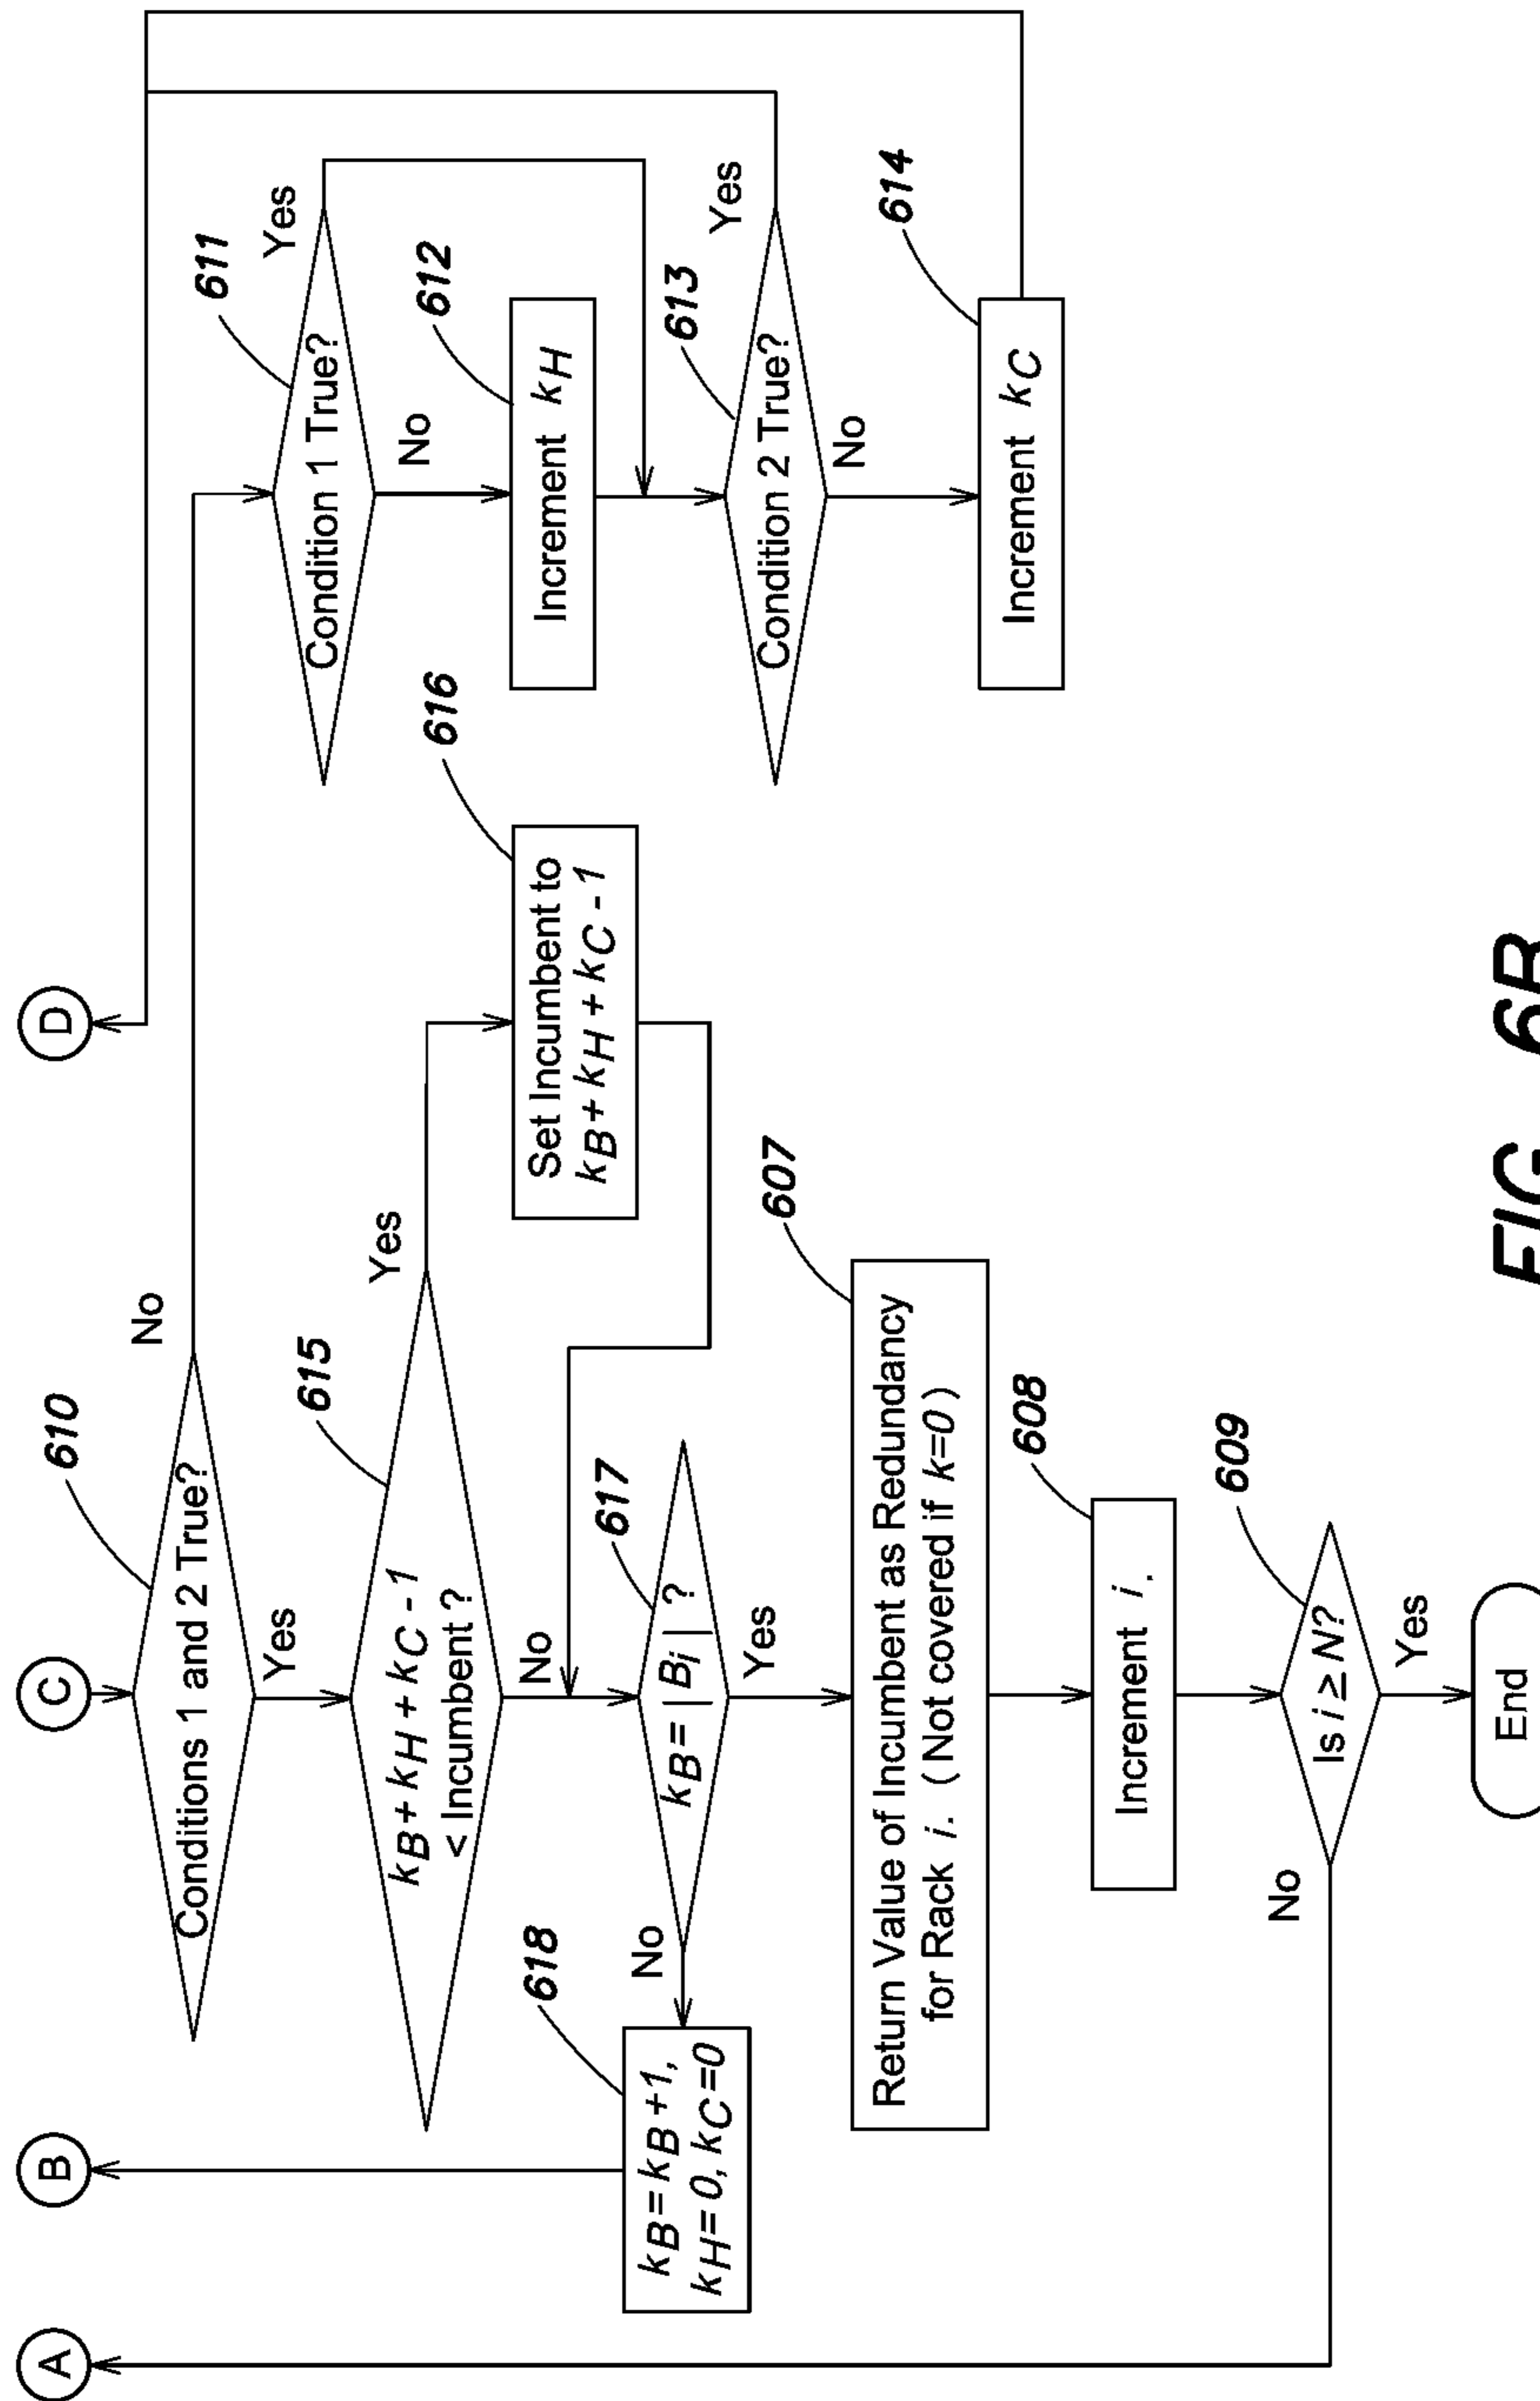 A
B
C
D
610
Conditions 1 and 2 True?
No
Yes
615
kB+kH+kC-1
< Incumbent ?
Yes
No
616
Set Incumbent to
kB+kH+kC-1
617
kB=|Bi| ?
No
Yes
618
kB=kB+1,
kH=0, kC=0
607
Return Value of Incumbent as Redundancy
for Rack i. (Not covered if k=0)
608
Increment i.
609
Is i ≥ N?
No
Yes
End
611
Condition 1 True?
Yes
No
612
Increment kH
613
Condition 2 True?
Yes
No
614
Increment kC
FIG. 6B